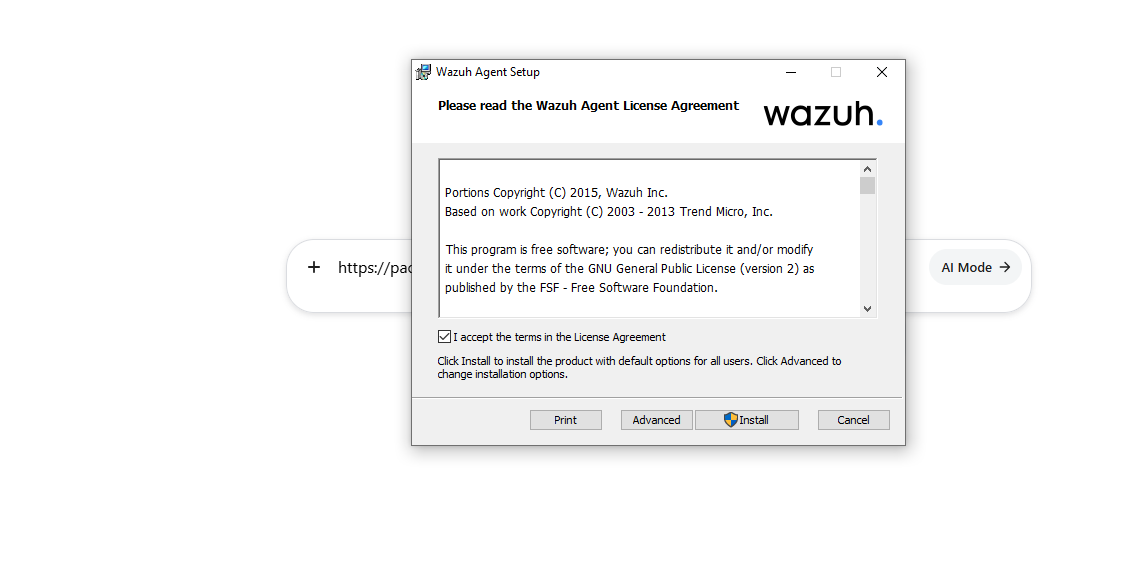 Wazuh Agent Setup
Please read the Wazuh Agent License Agreement
wazuh.
Portions Copyright (C) 2015, Wazuh Inc.
Based on work Copyright (C) 2003 - 2013 Trend Micro, Inc.
This program is free software; you can redistribute it and/or modify
it under the terms of the GNU General Public License (version 2) as
published by the FSF - Free Software Foundation.
+ https://pac
AI Mode →
I accept the terms in the License Agreement
Click Install to install the product with default options for all users. Click Advanced to
change installation options.
Print Advanced Install Cancel